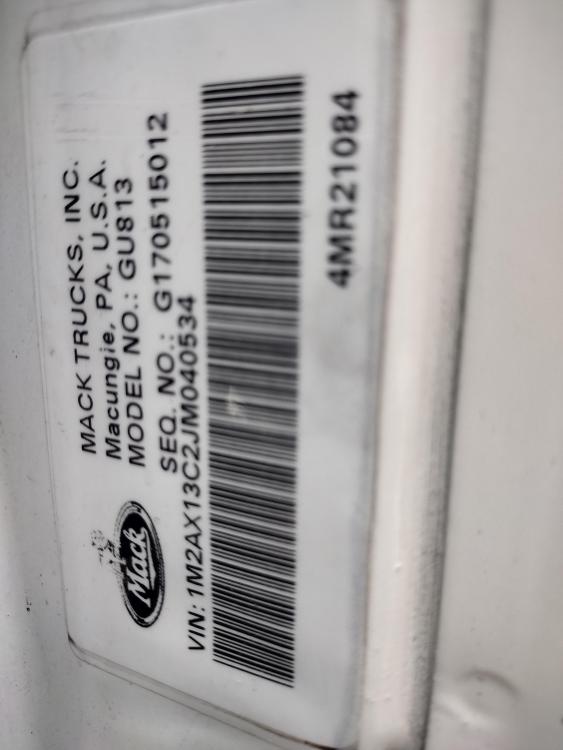 Mack
MACK TRUCKS, INC.
Macungie, PA, U.S.A.
MODEL NO.: GU813
SEQ. NO.: G170515012
VIN: 1M2AX13C2JM040534
4MR21084